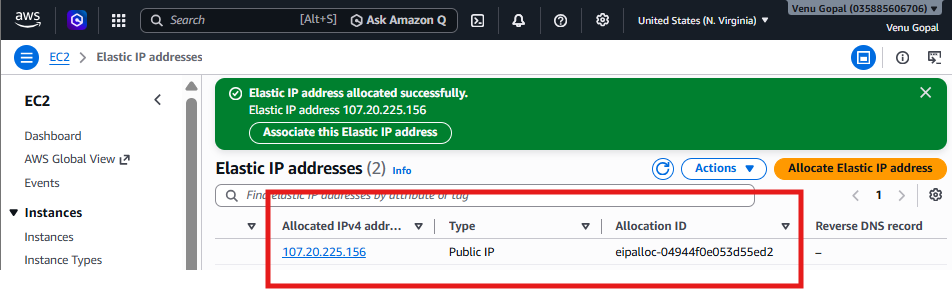 aws Search [Alt+S] Ask Amazon Q United States (N. Virginia) Venu Gopal (035885606706)
Venu Gopal
EC2 Elastic IP addresses
EC2
Dashboard
AWS Global View
Events
Instances
Instances
Instance Types
Elastic IP address allocated successfully.
Elastic IP address 107.20.225.156
Associate this Elastic IP address
Elastic IP addresses (2) Info Actions Allocate Elastic IP address
Find elastic IP addresses by attribute or tag 1
Allocated IPv4 addr... Type Allocation ID Reverse DNS record
107.20.225.156 Public IP eipalloc-04944f0e053d55ed2 –